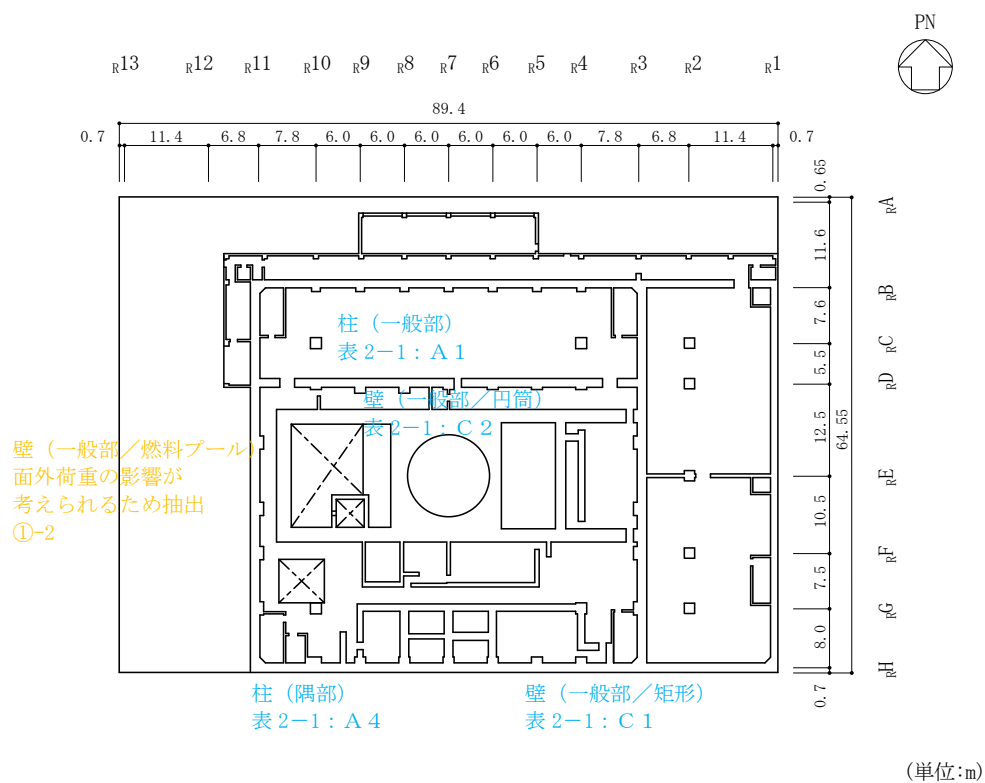 PN
R13 R12 R11 R10 R9 R8 R7 R6 R5 R4 R3 R2 R1
89.4
0.7 11.4 6.8 7.8 6.0 6.0 6.0 6.0 6.0 6.0 7.8 6.8 11.4 0.7
0.65
RA
11.6
RB
7.6
柱（一般部）
表 2－1：Ａ1
RC
5.5
RD
壁（一般部／円筒）
表 2－1：Ｃ2
12.5
64.55
壁（一般部／燃料プール）
面外荷重の影響が
考えられるため抽出
①-2
RE
10.5
RF
7.5
RG
8.0
RH
0.7
柱（隅部）
表 2－1：Ａ4
壁（一般部／矩形）
表 2－1：Ｃ1
(単位:m)